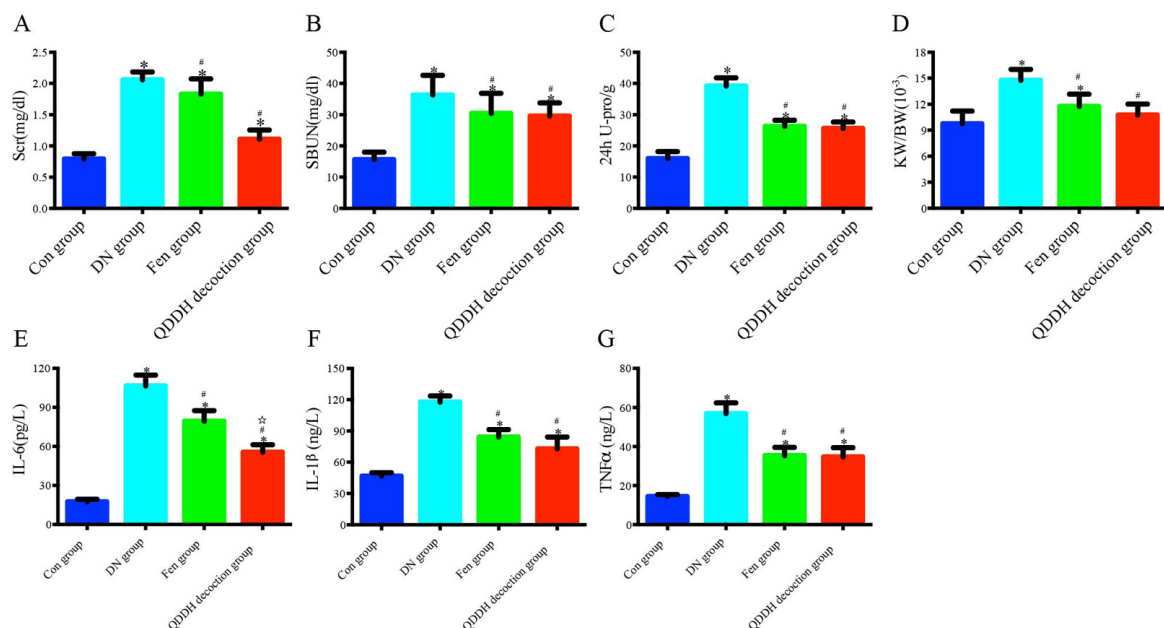 A
Scr(mg/dl)
2.5
2.0
1.5
1.0
0.5
0.0
*
#
*
#
*
Con group
DN group
Fen group
QDDH decoction group
B
SBUN(mg/dl)
50
40
30
20
10
0
*
#
*
#
*
Con group
DN group
Fen group
QDDH decoction group
C
24h U-pro/g
50
40
30
20
10
0
*
#
*
#
*
Con group
DN group
Fen group
QDDH decoction group
D
KW/BW(10⁻³)
18
15
12
9
6
3
0
*
#
*
#
Con group
DN group
Fen group
QDDH decoction group
E
IL-6(pg/L)
120
90
60
30
0
*
#
*
☆
#
*
Con group
DN group
Fen group
QDDH decoction group
F
IL-1β (ng/L)
150
120
90
60
30
0
*
#
*
#
*
Con group
DN group
Fen group
QDDH decoction group
G
TNFα (ng/L)
80
60
40
20
0
*
#
*
#
*
Con group
DN group
Fen group
QDDH decoction group